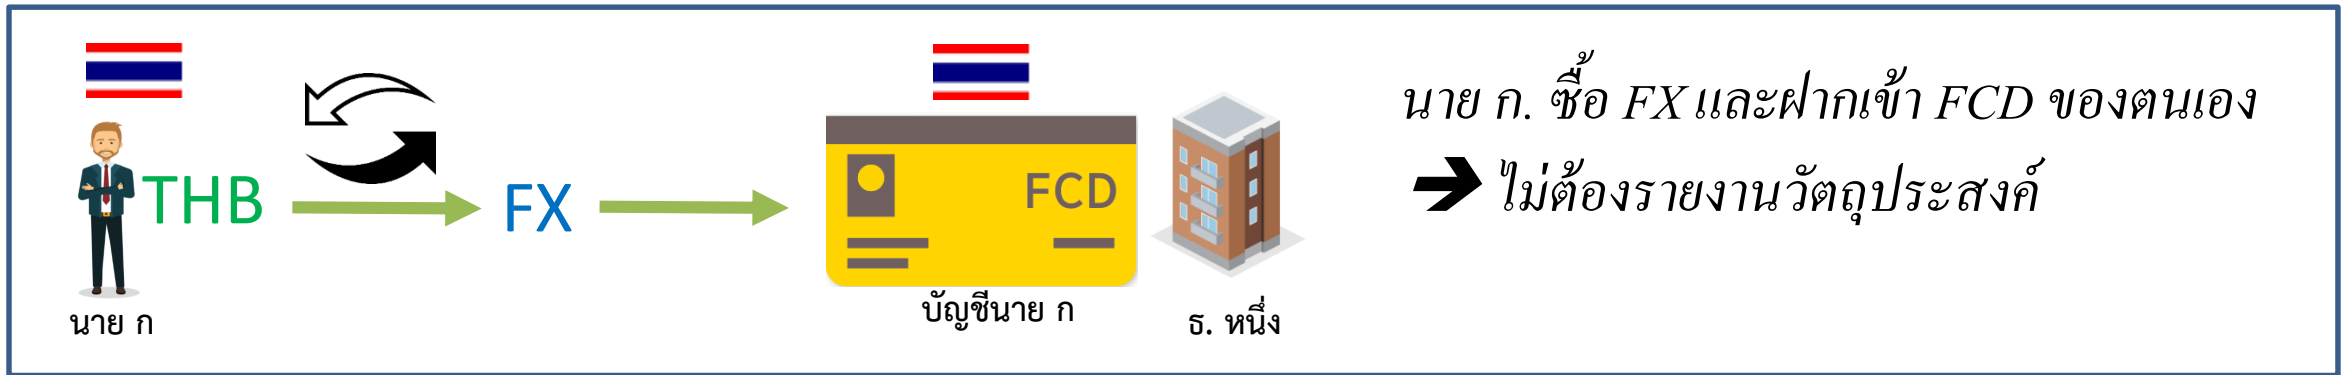 THB
FX
FCD
นาย ก
บัญชีนาย ก
ธ. หนึ่ง
นาย ก. ซื้อ FX และฝากเข้า FCD ของตนเอง
➔ ไม่ต้องรายงานวัตถุประสงค์